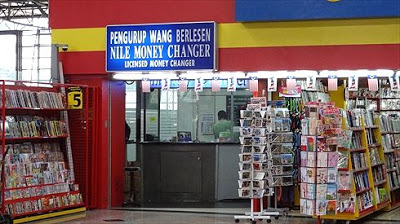 PENGURUP WANG BERLESEN
NILE MONEY CHANGER
LICENSED MONEY CHANGER
5